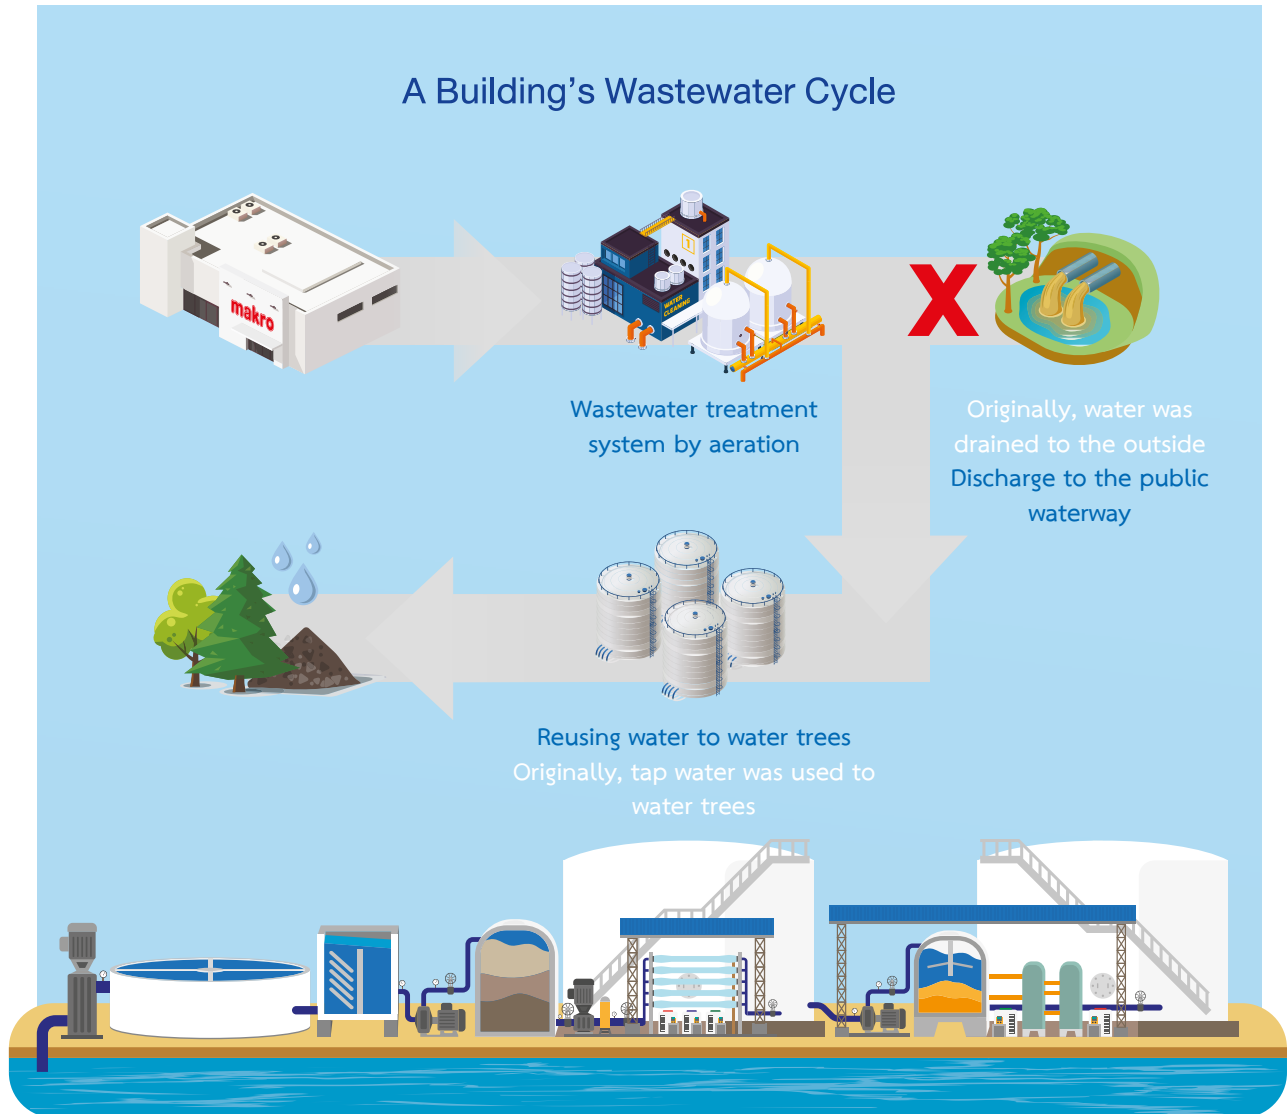 A Building's Wastewater Cycle
makro
1
WATER
CLEANING
X
Wastewater treatment
system by aeration
Originally, water was
drained to the outside
Discharge to the public
waterway
Reusing water to water trees
Originally, tap water was used to
water trees